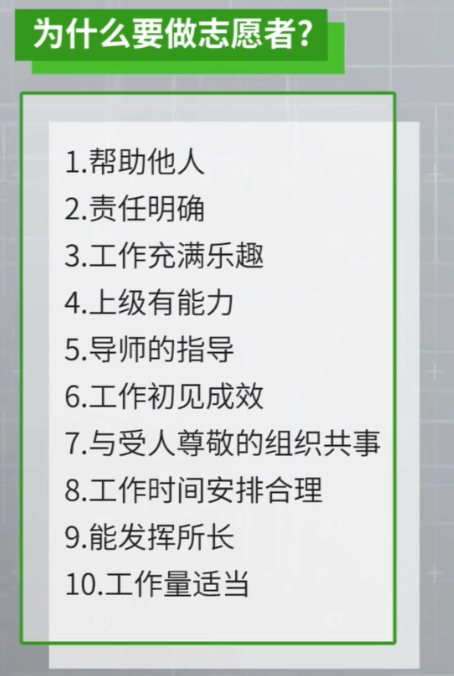 为什么要做志愿者?
1.帮助他人
2.责任明确
3.工作充满乐趣
4.上级有能力
5.导师的指导
6.工作初见成效
7.与受人尊敬的组织共事
8.工作时间安排合理
9.能发挥所长
10.工作量适当